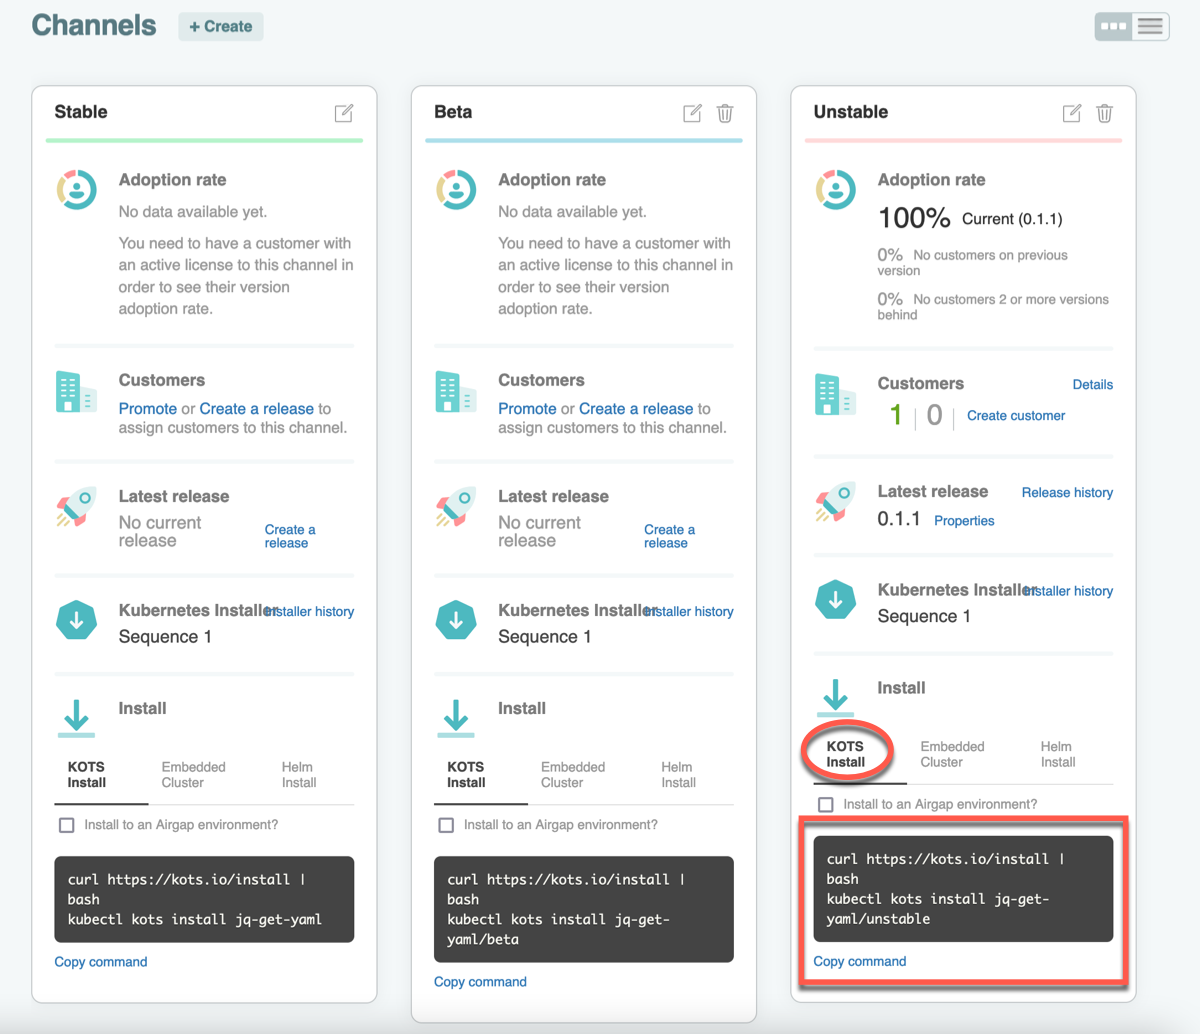 Channels
+ Create
Stable
Adoption rate
No data available yet.
You need to have a customer with
an active license to this channel in
order to see their version
adoption rate.
Customers
Promote or Create a release to
assign customers to this channel.
Latest release
No current
release
Create a
release
Kubernetes Installer
Installer history
Sequence 1
Install
KOTS
Install
Embedded
Cluster
Helm
Install
Install to an Airgap environment?
curl https://kots.io/install |
bash
kubectl kots install jq-get-yaml
Copy command
Beta
Adoption rate
No data available yet.
You need to have a customer with
an active license to this channel in
order to see their version
adoption rate.
Customers
Promote or Create a release to
assign customers to this channel.
Latest release
No current
release
Create a
release
Kubernetes Installer
Installer history
Sequence 1
Install
KOTS
Install
Embedded
Cluster
Helm
Install
Install to an Airgap environment?
curl https://kots.io/install |
bash
kubectl kots install jq-get-
yaml/beta
Copy command
Unstable
Adoption rate
100% Current (0.1.1)
0% No customers on previous
version
0% No customers 2 or more versions
behind
Customers
Details
1 | 0 | Create customer
Latest release
Release history
0.1.1 Properties
Kubernetes Installer
Installer history
Sequence 1
Install
KOTS
Install
Embedded
Cluster
Helm
Install
Install to an Airgap environment?
curl https://kots.io/install |
bash
kubectl kots install jq-get-
yaml/unstable
Copy command